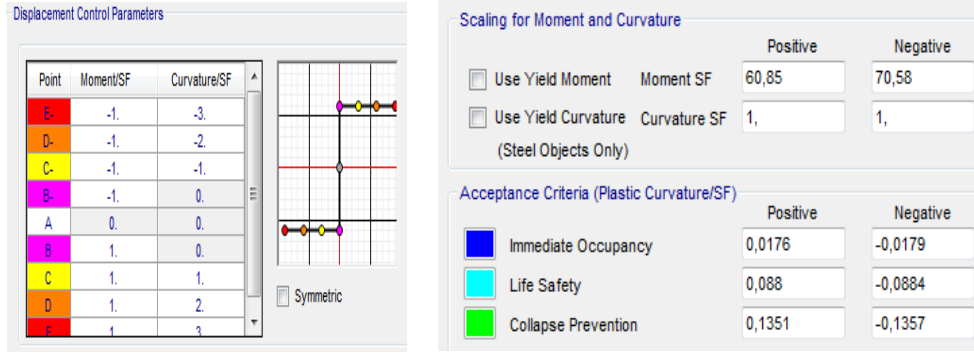 Displacement Control Parameters
Point Moment/SF Curvature/SF
E- -1. -3.
D- -1. -2.
C- -1. -1.
B- -1. 0.
A 0. 0.
B 1. 0.
C 1. 1.
D 1. 2.
E 1. 3.
Symmetric
Scaling for Moment and Curvature
Positive Negative
Use Yield Moment Moment SF 60,85 70,58
Use Yield Curvature Curvature SF 1, 1,
(Steel Objects Only)
Acceptance Criteria (Plastic Curvature/SF)
Positive Negative
Immediate Occupancy 0,0176 -0,0179
Life Safety 0,088 -0,0884
Collapse Prevention 0,1351 -0,1357